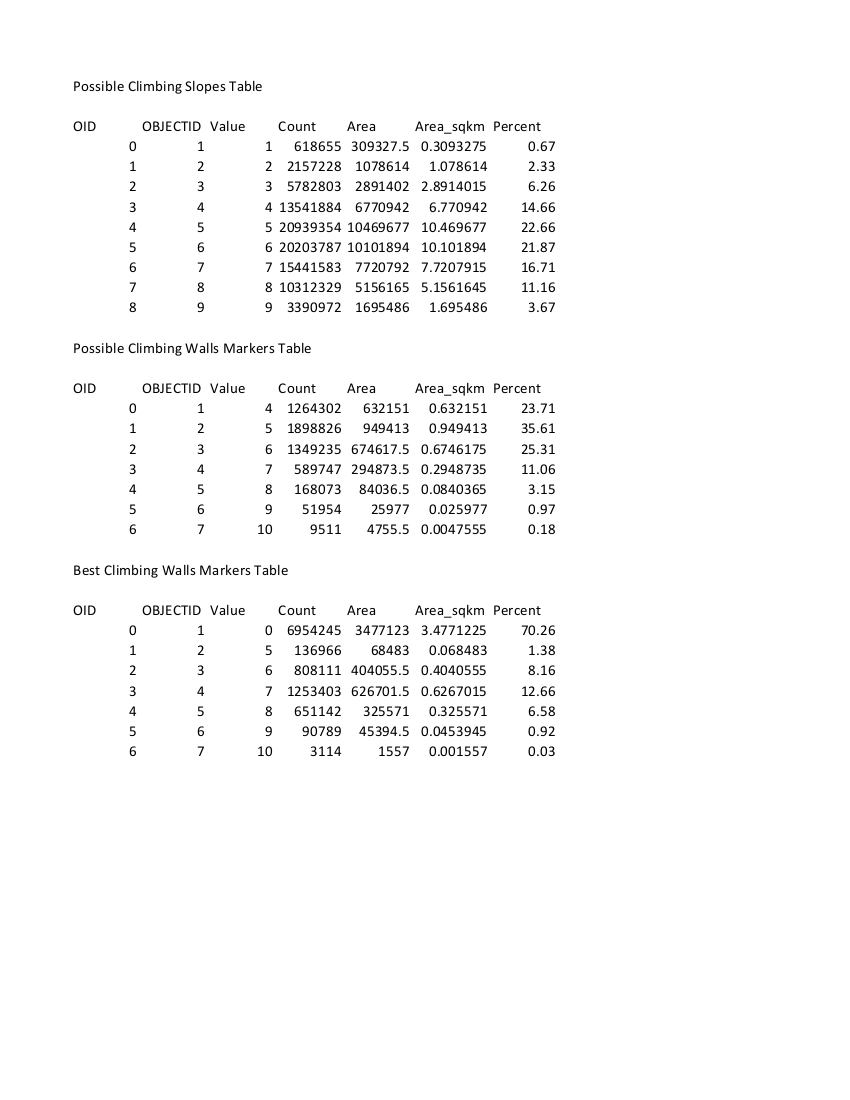 Possible Climbing Slopes Table
OID OBJECTID Value Count Area Area_sqkm Percent
0 1 1 618655 309327.5 0.3093275 0.67
1 2 2 2157228 1078614 1.078614 2.33
2 3 3 5782803 2891402 2.8914015 6.26
3 4 4 13541884 6770942 6.770942 14.66
4 5 5 20939354 10469677 10.469677 22.66
5 6 6 20203787 10101894 10.101894 21.87
6 7 7 15441583 7720792 7.7207915 16.71
7 8 8 10312329 5156165 5.1561645 11.16
8 9 9 3390972 1695486 1.695486 3.67
Possible Climbing Walls Markers Table
OID OBJECTID Value Count Area Area_sqkm Percent
0 1 4 1264302 632151 0.632151 23.71
1 2 5 1898826 949413 0.949413 35.61
2 3 6 1349235 674617.5 0.6746175 25.31
3 4 7 589747 294873.5 0.2948735 11.06
4 5 8 168073 84036.5 0.0840365 3.15
5 6 9 51954 25977 0.025977 0.97
6 7 10 9511 4755.5 0.0047555 0.18
Best Climbing Walls Markers Table
OID OBJECTID Value Count Area Area_sqkm Percent
0 1 0 6954245 3477123 3.4771225 70.26
1 2 5 136966 68483 0.068483 1.38
2 3 6 808111 404055.5 0.4040555 8.16
3 4 7 1253403 626701.5 0.6267015 12.66
4 5 8 651142 325571 0.325571 6.58
5 6 9 90789 45394.5 0.0453945 0.92
6 7 10 3114 1557 0.001557 0.03